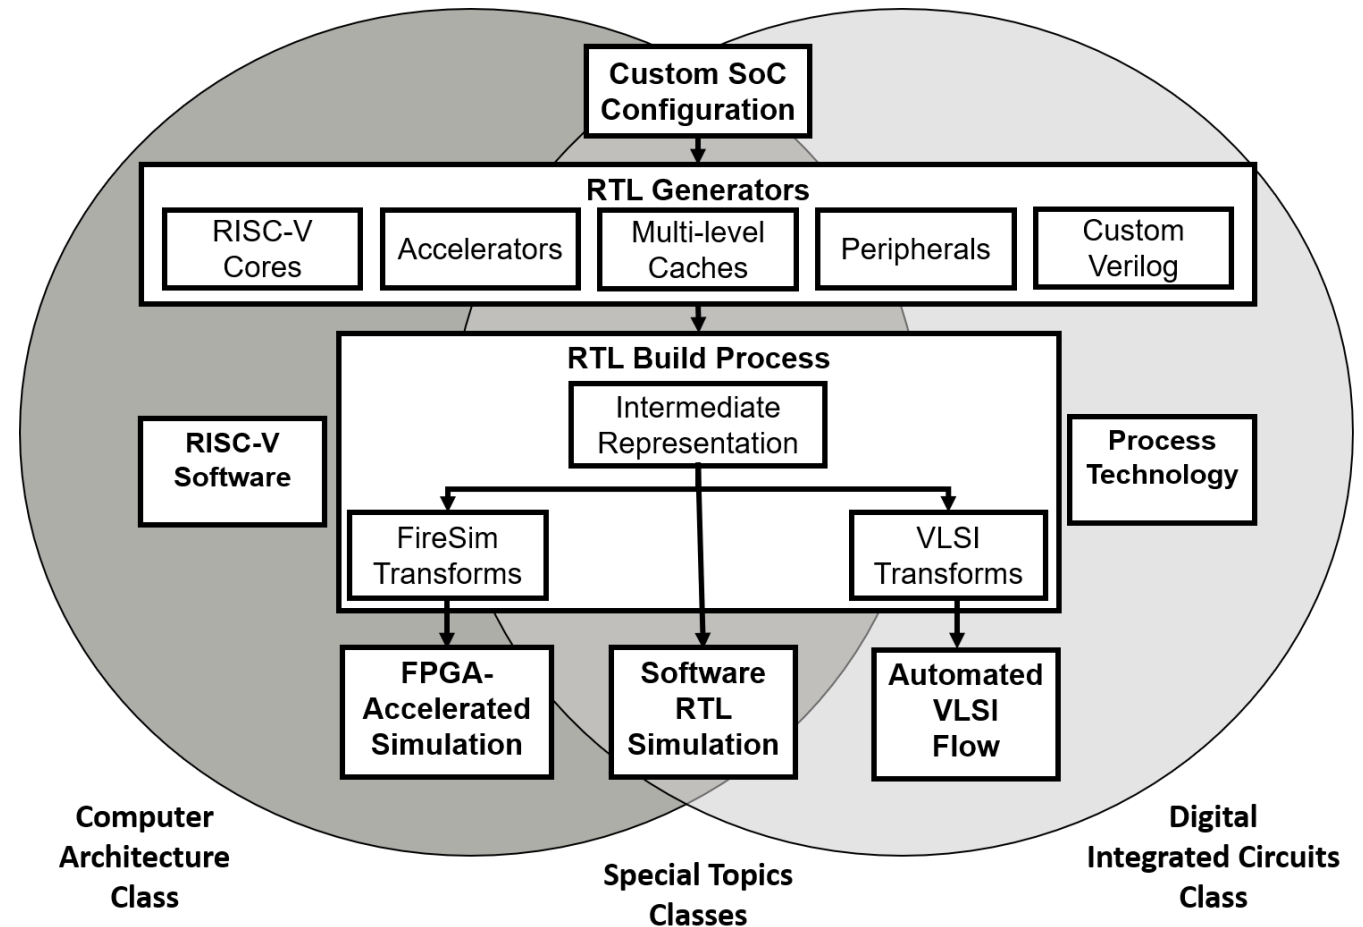 Custom SoC
Configuration
RTL Generators
RISC-V
Cores
Accelerators
Multi-level
Caches
Peripherals
Custom
Verilog
RTL Build Process
Intermediate
Representation
RISC-V
Software
Process
Technology
FireSim
Transforms
VLSI
Transforms
FPGA-
Accelerated
Simulation
Software
RTL
Simulation
Automated
VLSI
Flow
Computer
Architecture
Class
Special Topics
Classes
Digital
Integrated Circuits
Class